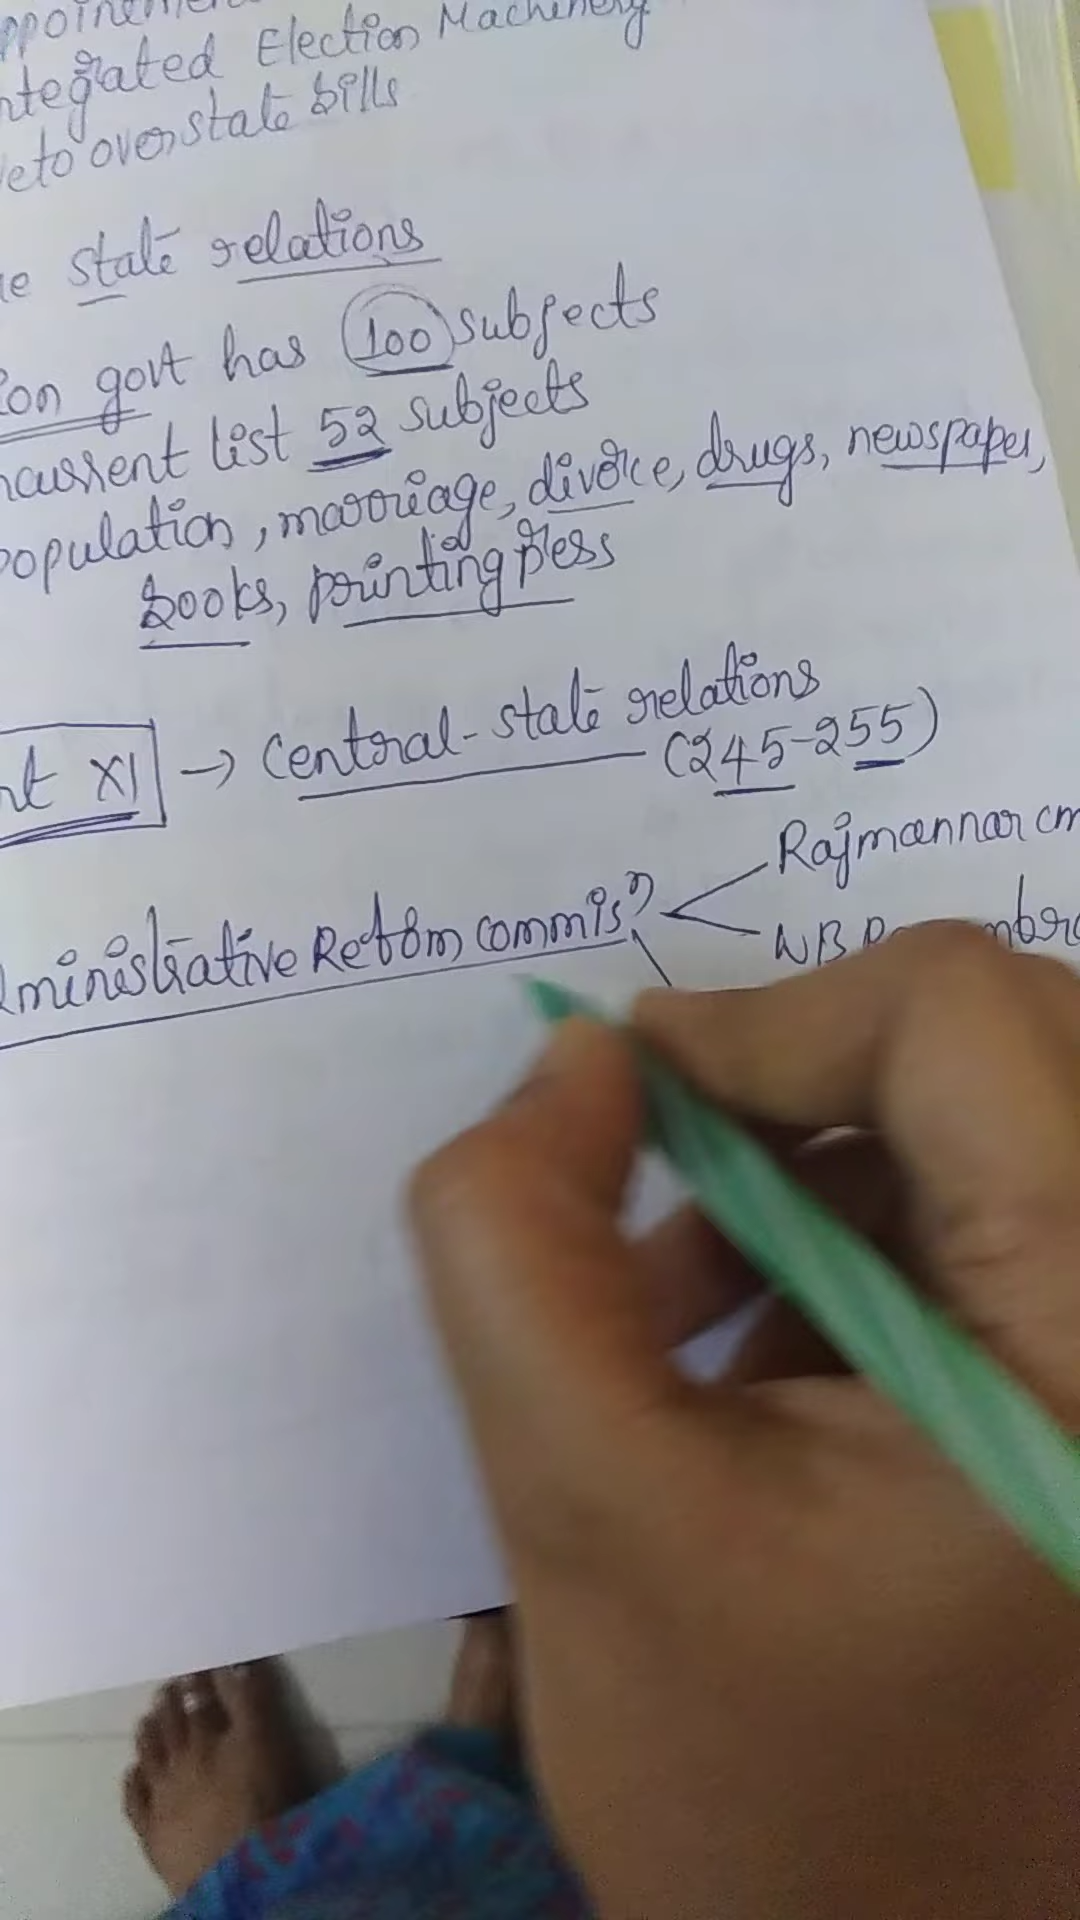 Integrated Election Machinery
veto over state bills
state relations
govt has 100 subjects
list 52 subjects
population, marriage, divorce, drugs, newspaper,
books, printing press
XI → Central-state relations
(245-255)
Rajmannar
Administrative Reform commisⁿ